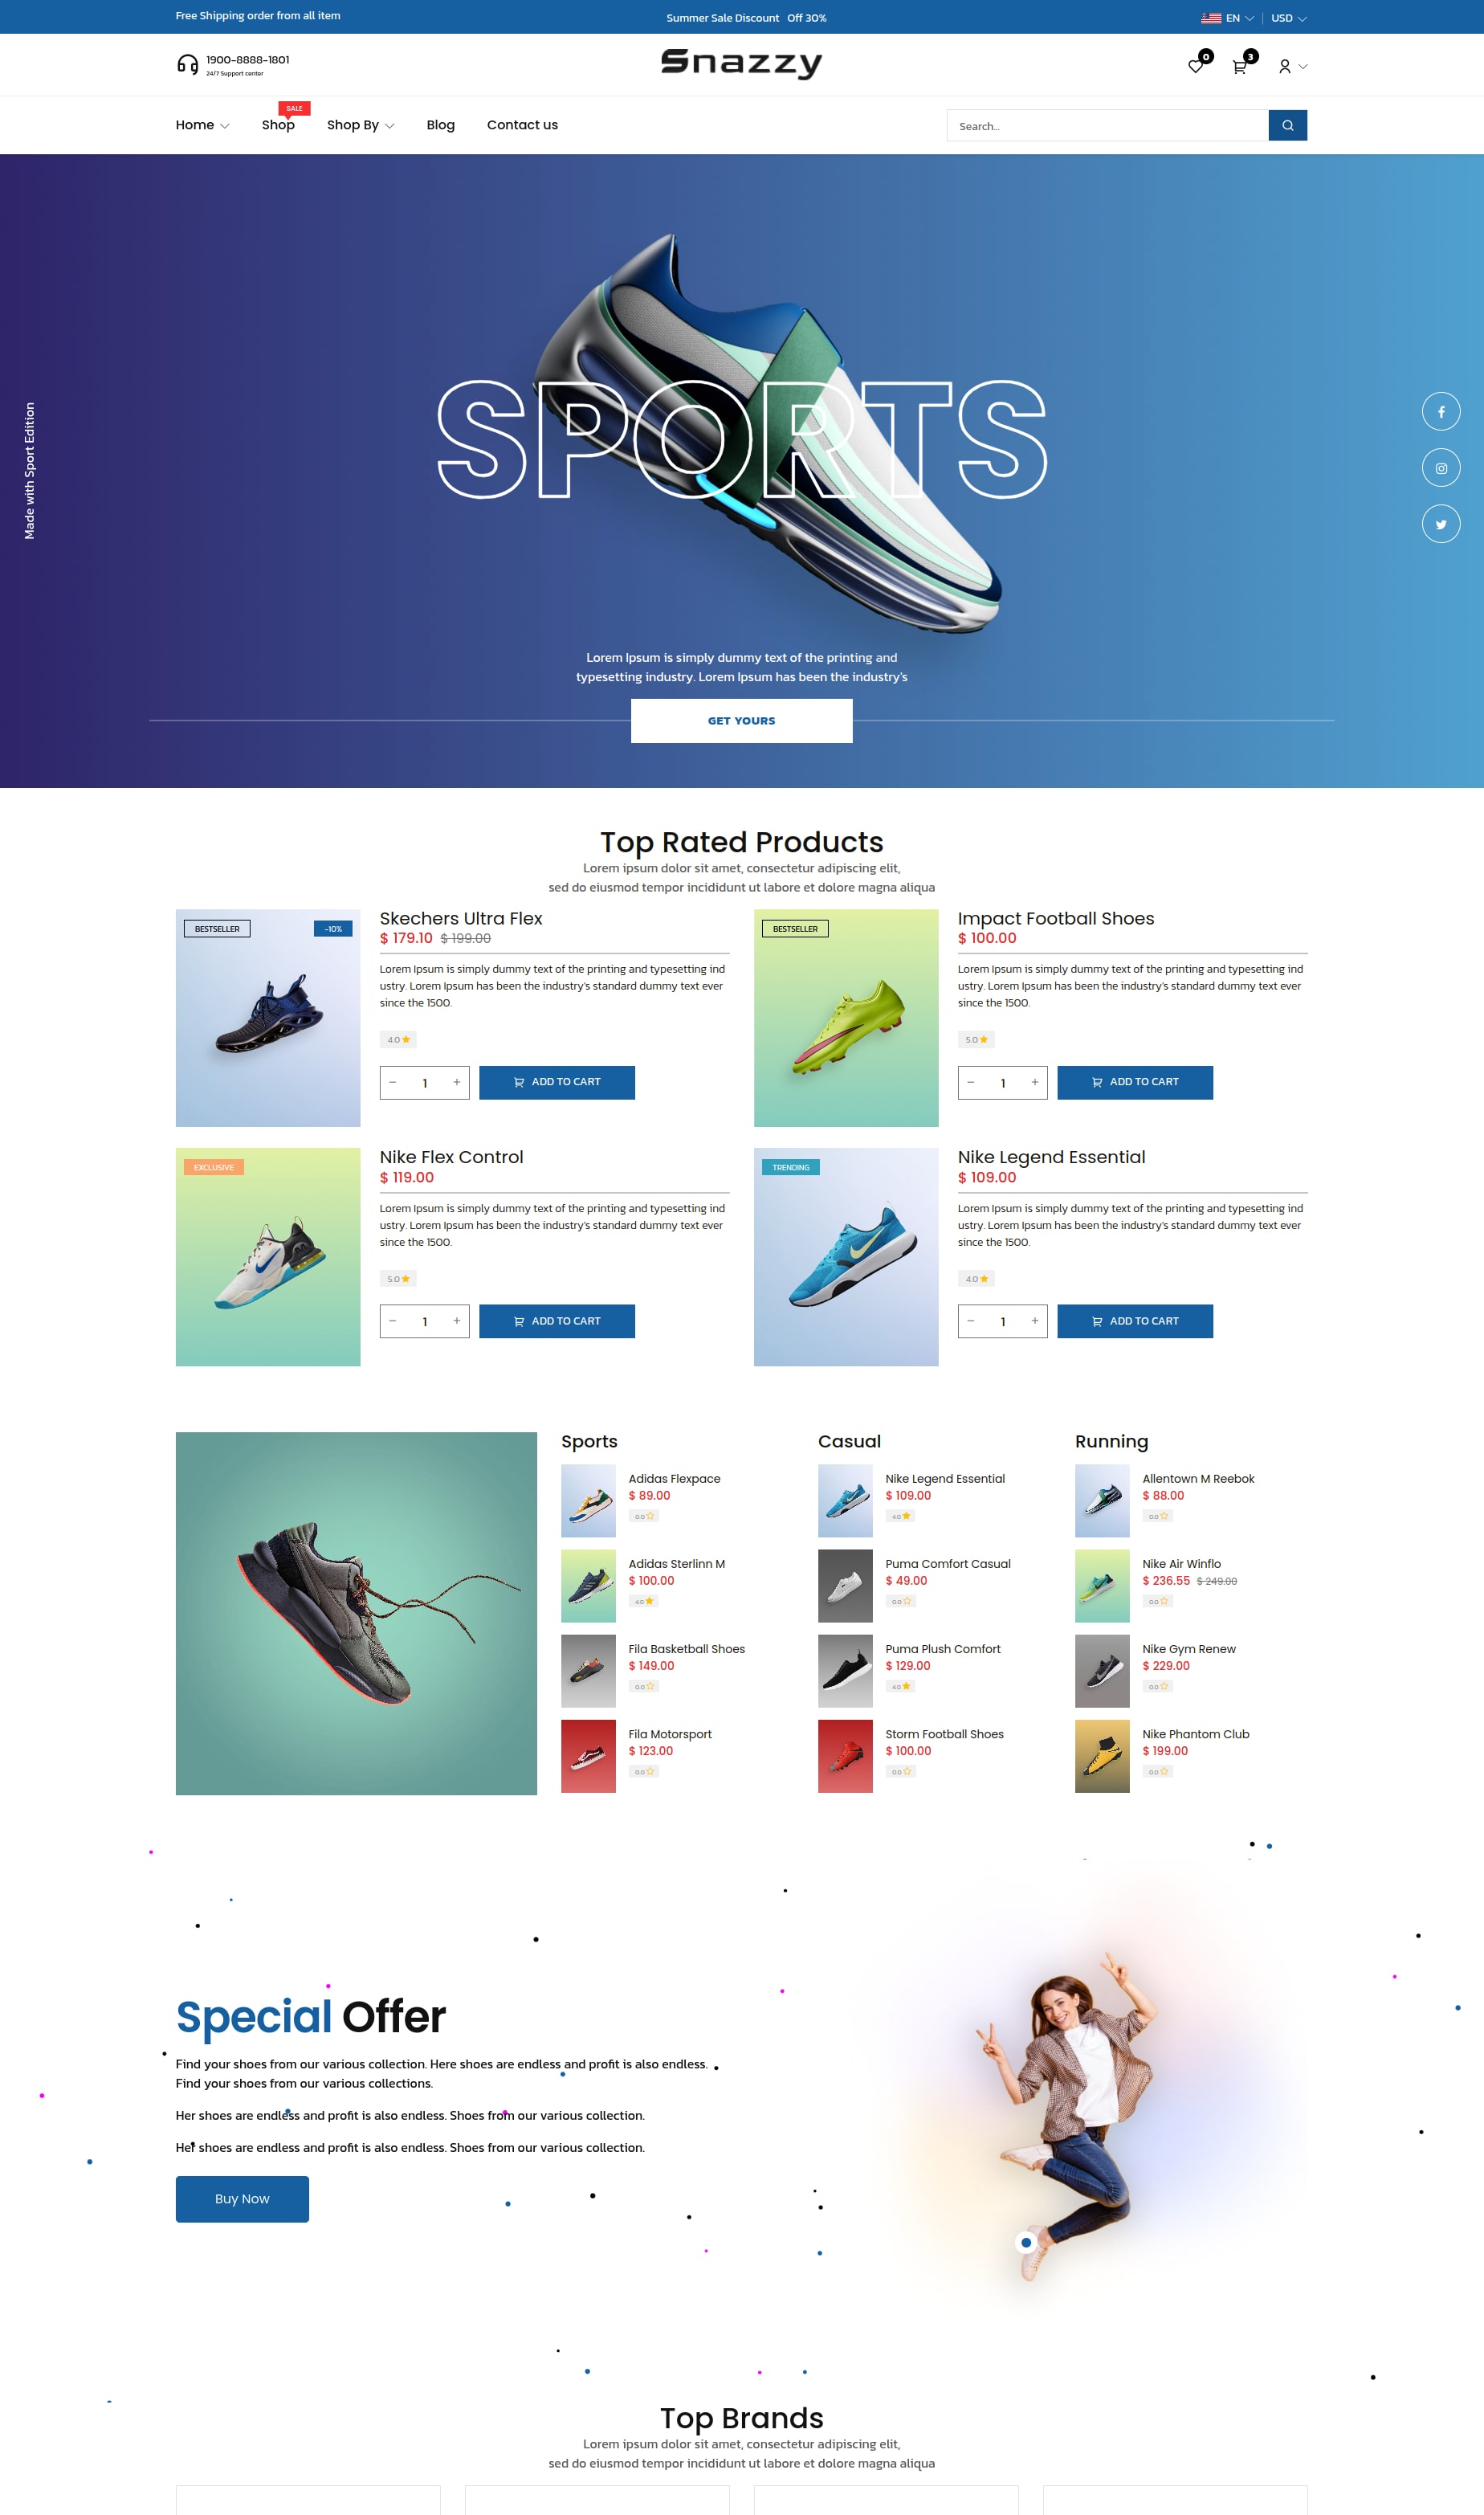 Free Shipping order from all item
Summer Sale Discount Off 30%
EN
USD
1900-8888-1801
24/7 Support center
Snazzy
0
3
SALE
Home
Shop
Shop By
Blog
Contact us
Search...
SPORTS
Made with Sport Edition
Lorem Ipsum is simply dummy text of the printing and
typesetting industry. Lorem Ipsum has been the industry's
GET YOURS
Top Rated Products
Lorem ipsum dolor sit amet, consectetur adipiscing elit,
sed do eiusmod tempor incididunt ut labore et dolore magna aliqua
BESTSELLER
-10%
Skechers Ultra Flex
$ 179.10 $ 199.00
Lorem Ipsum is simply dummy text of the printing and typesetting ind
ustry. Lorem Ipsum has been the industry's standard dummy text ever
since the 1500.
4.0
1
ADD TO CART
BESTSELLER
Impact Football Shoes
$ 100.00
Lorem Ipsum is simply dummy text of the printing and typesetting ind
ustry. Lorem Ipsum has been the industry's standard dummy text ever
since the 1500.
5.0
1
ADD TO CART
EXCLUSIVE
Nike Flex Control
$ 119.00
Lorem Ipsum is simply dummy text of the printing and typesetting ind
ustry. Lorem Ipsum has been the industry's standard dummy text ever
since the 1500.
5.0
1
ADD TO CART
TRENDING
Nike Legend Essential
$ 109.00
Lorem Ipsum is simply dummy text of the printing and typesetting ind
ustry. Lorem Ipsum has been the industry's standard dummy text ever
since the 1500.
4.0
1
ADD TO CART
Sports
Adidas Flexpace
$ 89.00
0.0
Adidas Sterlinn M
$ 100.00
4.0
Fila Basketball Shoes
$ 149.00
0.0
Fila Motorsport
$ 123.00
0.0
Casual
Nike Legend Essential
$ 109.00
4.0
Puma Comfort Casual
$ 49.00
0.0
Puma Plush Comfort
$ 129.00
4.0
Storm Football Shoes
$ 100.00
0.0
Running
Allentown M Reebok
$ 88.00
0.0
Nike Air Winflo
$ 236.55 $ 249.00
0.0
Nike Gym Renew
$ 229.00
0.0
Nike Phantom Club
$ 199.00
0.0
Special Offer
Find your shoes from our various collection. Here shoes are endless and profit is also endless.
Find your shoes from our various collections.
Her shoes are endless and profit is also endless. Shoes from our various collection.
Her shoes are endless and profit is also endless. Shoes from our various collection.
Buy Now
Top Brands
Lorem ipsum dolor sit amet, consectetur adipiscing elit,
sed do eiusmod tempor incididunt ut labore et dolore magna aliqua